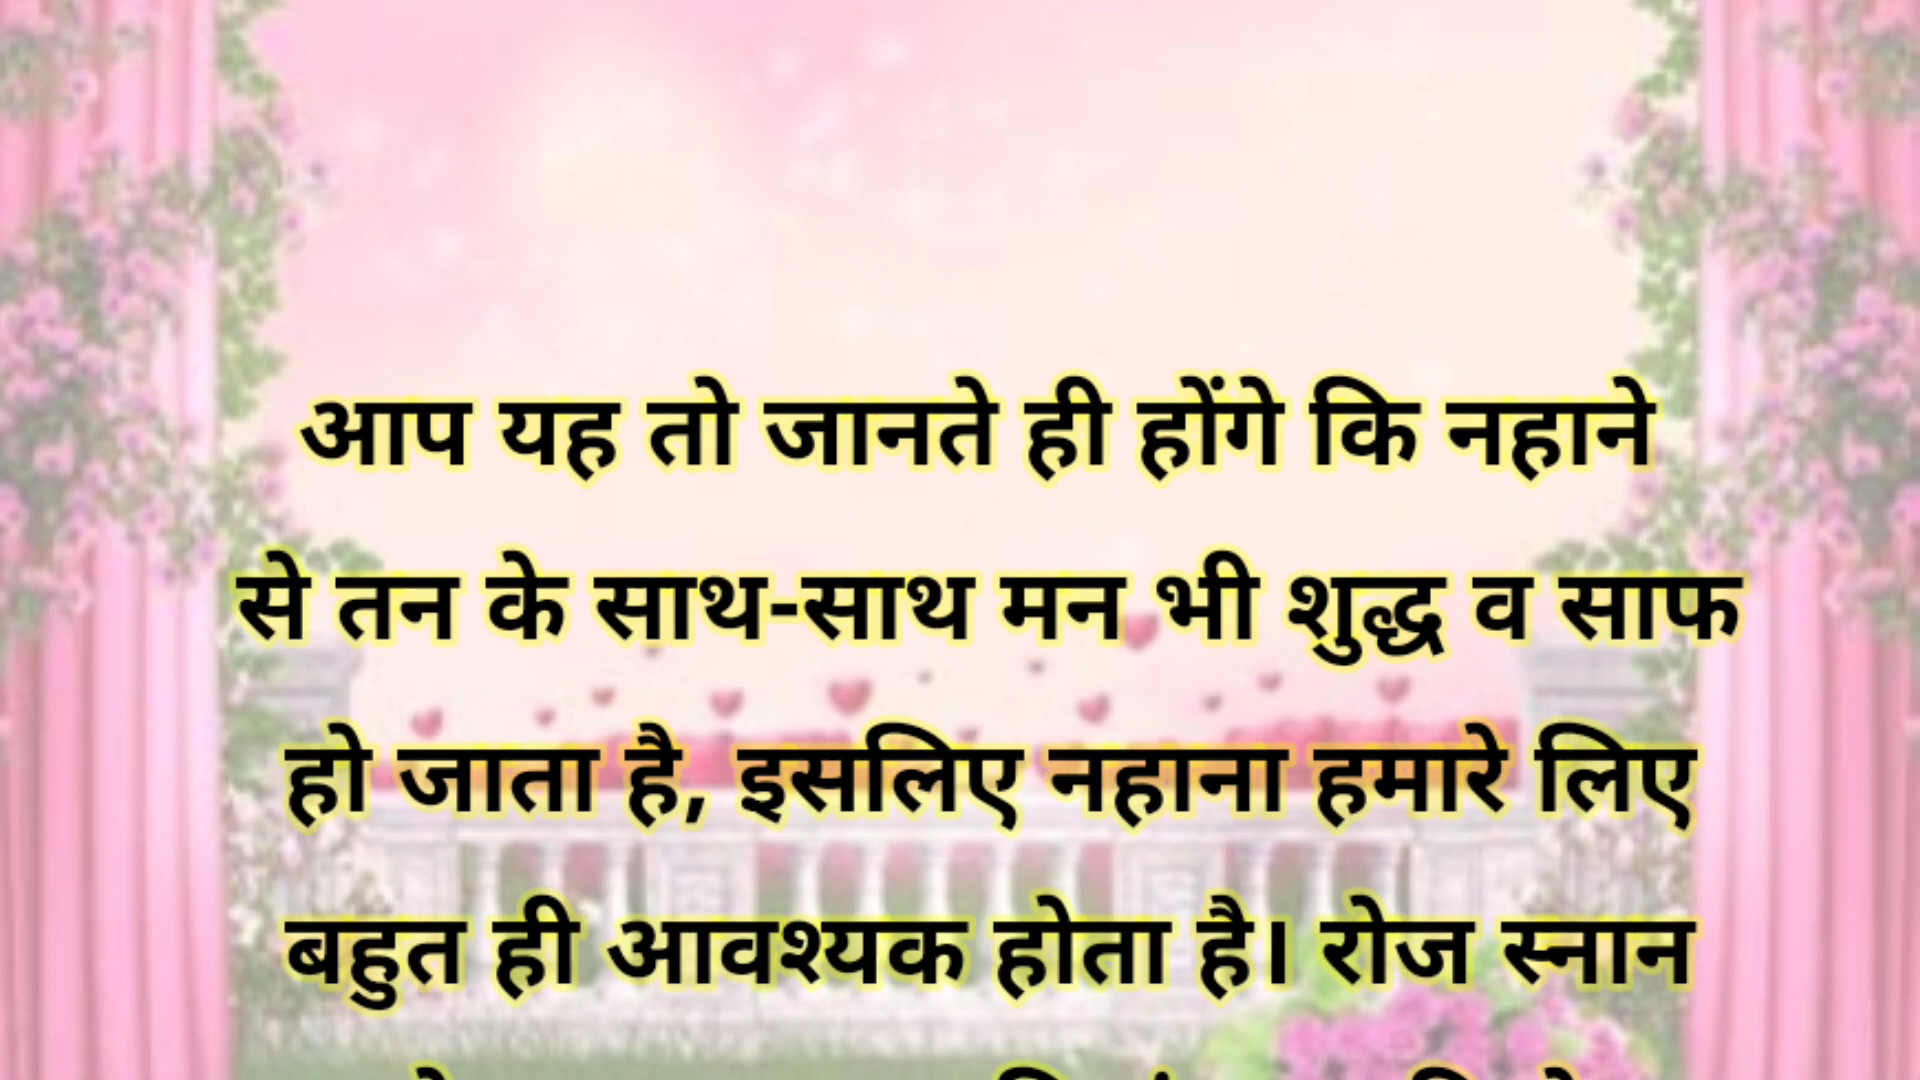 आप यह तो जानते ही होंगे कि नहाने
से तन के साथ-साथ मन भी शुद्ध व साफ
हो जाता है, इसलिए नहाना हमारे लिए
बहुत ही आवश्यक होता है। रोज स्नान